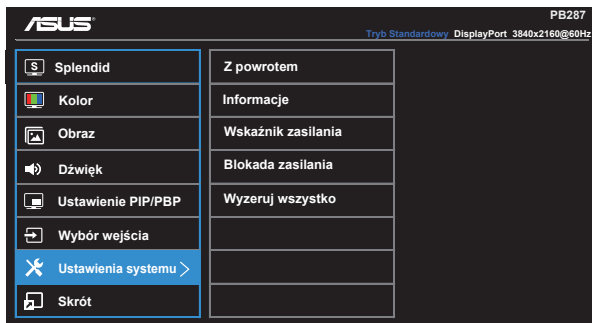 ASUS
PB287
Tryb Standardowy DisplayPort 3840x2160@60Hz
S Splendid
Kolor
Obraz
Dźwięk
Ustawienie PIP/PBP
Wybór wejścia
Ustawienia systemu
Skrót
Z powrotem
Informacje
Wskaźnik zasilania
Blokada zasilania
Wyzeruj wszystko